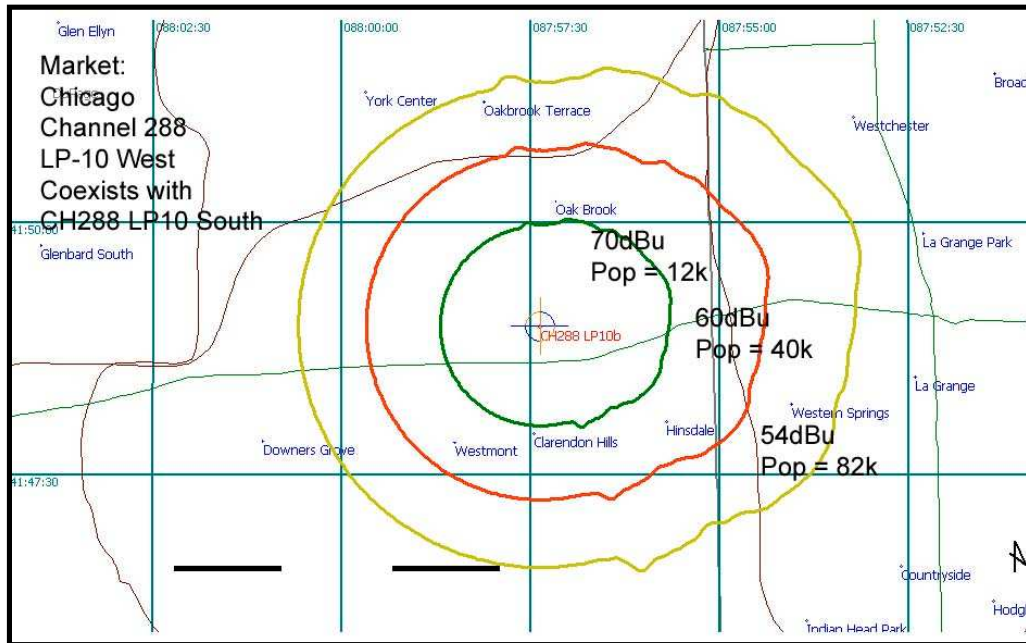 088:02:30
088:00:00
087:57:30
087:55:00
087:52:30
Glen Ellyn
Market:
Chicago
Channel 288
LP-10 West
Coexists with
CH288 LP10 South
York Center
Oakbrook Terrace
Broad
Westchester
Oak Brook
41:50:00
70dBu
Pop = 12k
La Grange Park
Glenbard South
60dBu
Pop = 40k
CH288 LP10b
La Grange
Western Springs
Hinsdale
54dBu
Pop = 82k
Clarendon Hills
Westmont
Downers Grove
41:47:30
Countryside
Hodgk
Indian Head Park
N